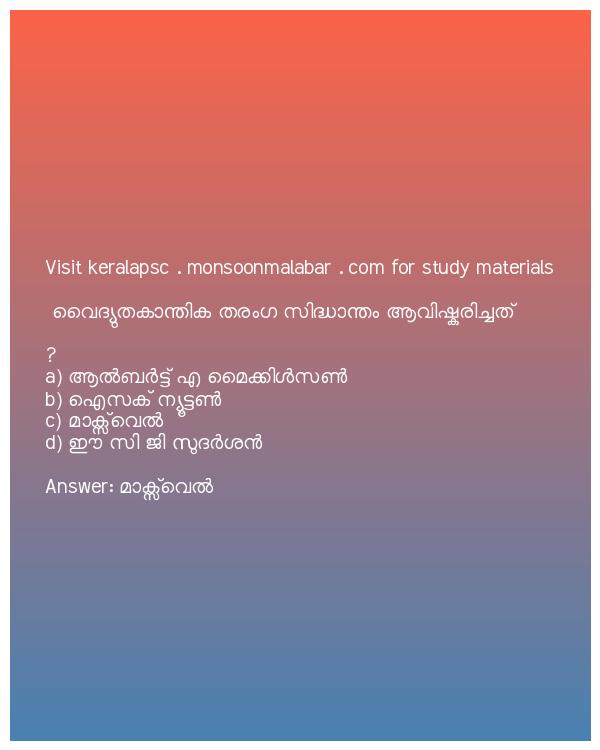 Visit keralapsc . monsoonmalabar . com for study materials
വൈദ്യുതകാന്തിക തരംഗ സിദ്ധാന്തം ആവിഷ്കരിച്ചത്
?
a) ആൽബർട്ട് എ മൈക്കിൾസൺ
b) ഐസക് ന്യൂട്ടൺ
c) മാക്സ്‌വെൽ
d) ഈ സി ജി സുദർശൻ
Answer: മാക്സ്‌വെൽ